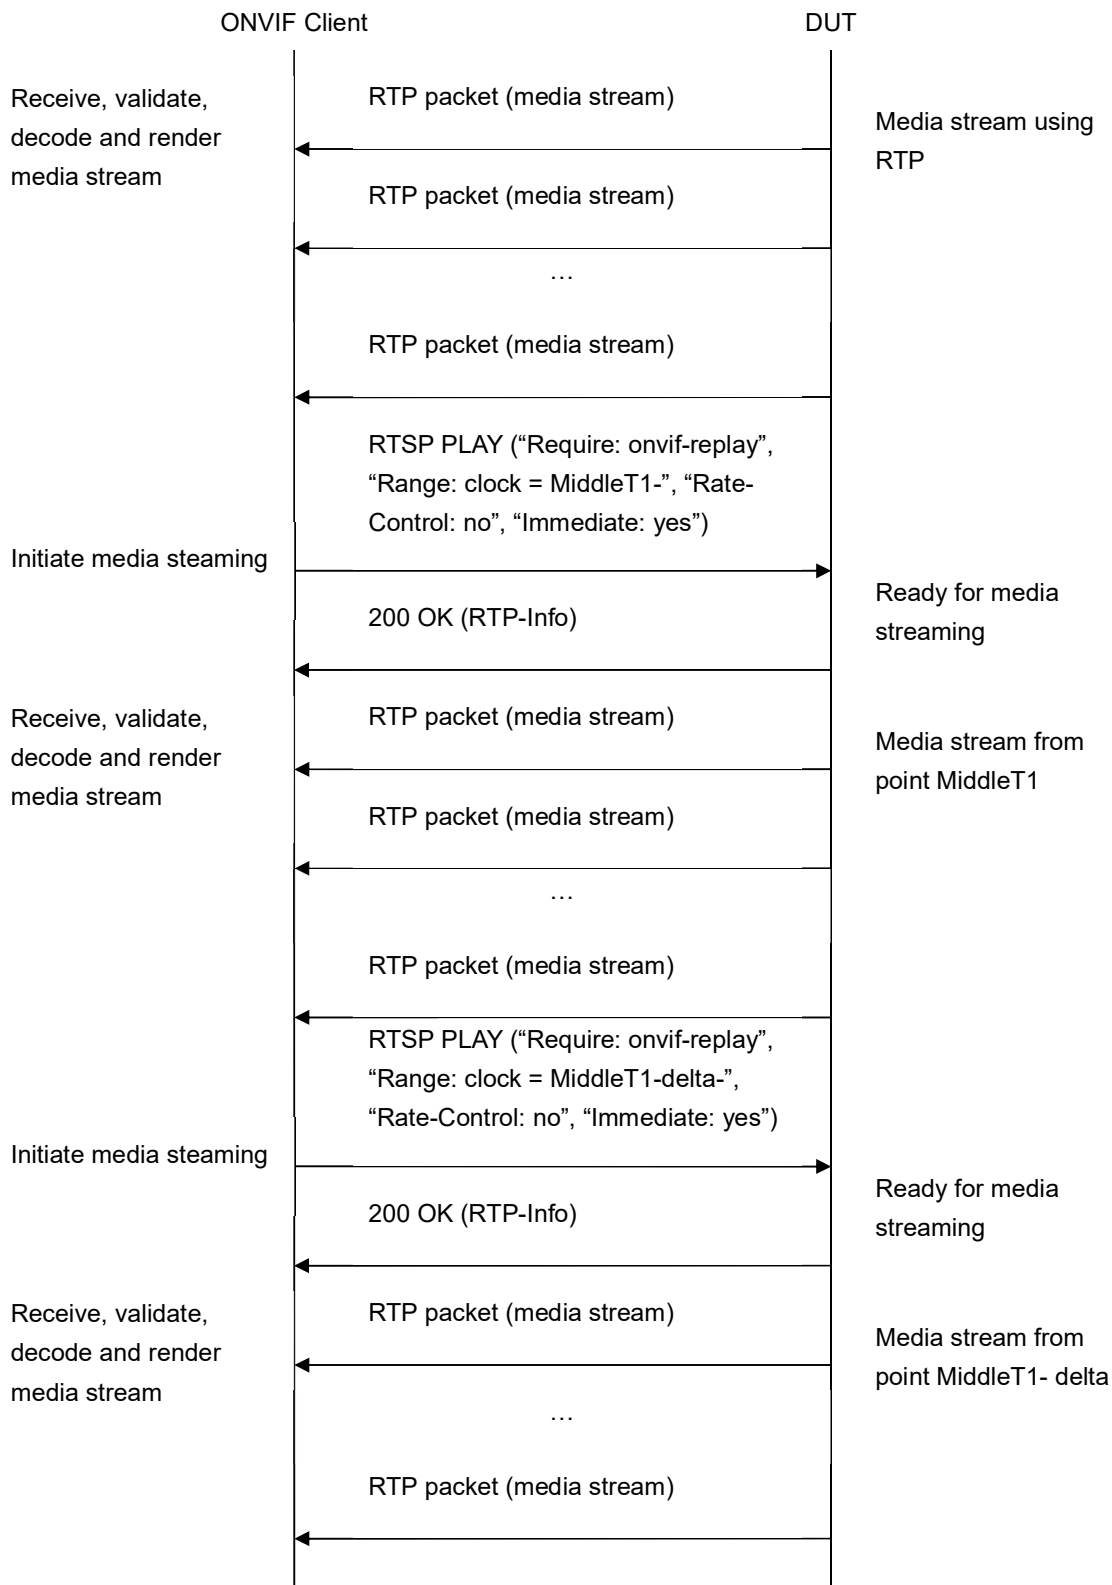 ONVIF Client
DUT
RTP packet (media stream)
Receive, validate,
decode and render
media stream
Media stream using
RTP
RTP packet (media stream)
…
RTP packet (media stream)
RTSP PLAY (“Require: onvif-replay”,
“Range: clock = MiddleT1-”, “Rate-
Control: no”, “Immediate: yes”)
Initiate media steaming
Ready for media
streaming
200 OK (RTP-Info)
Receive, validate,
decode and render
media stream
RTP packet (media stream)
Media stream from
point MiddleT1
RTP packet (media stream)
…
RTP packet (media stream)
RTSP PLAY (“Require: onvif-replay”,
“Range: clock = MiddleT1-delta-”,
“Rate-Control: no”, “Immediate: yes”)
Initiate media steaming
Ready for media
streaming
200 OK (RTP-Info)
Receive, validate,
decode and render
media stream
RTP packet (media stream)
Media stream from
point MiddleT1- delta
…
RTP packet (media stream)